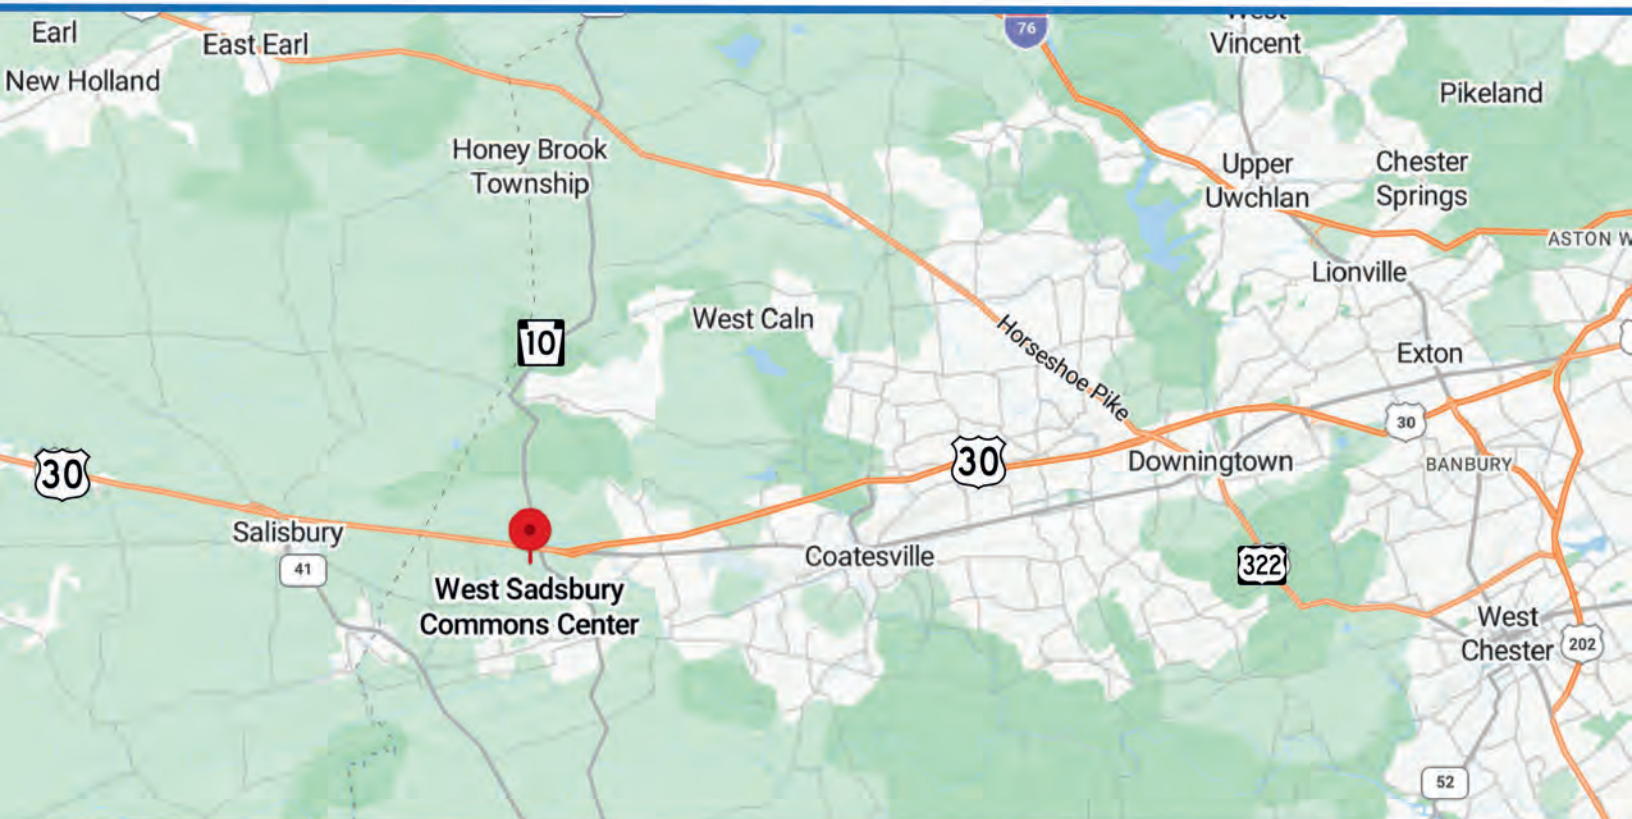 West
Vincent
76
Earl
East Earl
New Holland
Pikeland
Honey Brook
Township
Upper
Uwchlan
Chester
Springs
ASTON W
Lionville
West Caln
10
Horseshoe Pike
Exton
30
30
30
Downingtown
BANBURY
Salisbury
41
Coatesville
322
West Sadsbury
Commons Center
West
Chester
202
52